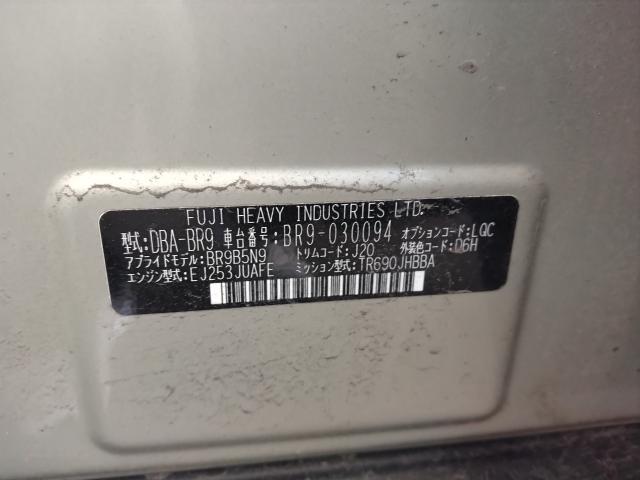 FUJI HEAVY INDUSTRIES LTD.
型式:DBA-BR9 車台番号:BR9-030094 オプションコード:LQC
アプライドモデル:BR9B5N9 トリムコード:J20 外装色コード:D6H
エンジン型式:EJ253JUAFE ミッション型式:TR690JHBBA